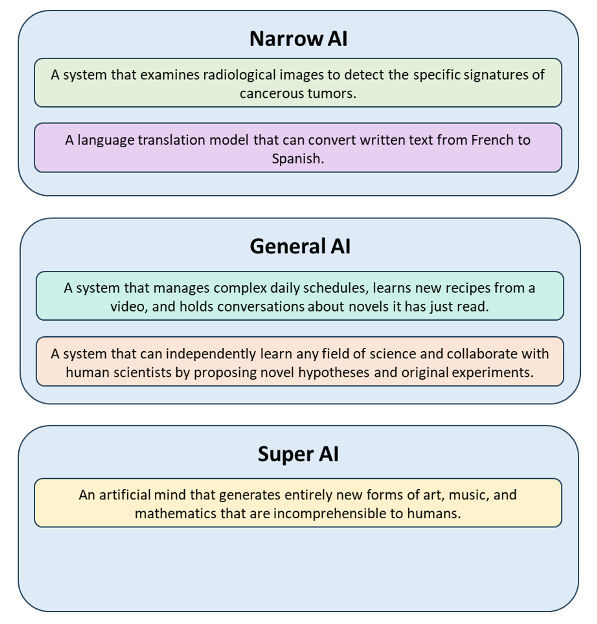 Narrow AI
A system that examines radiological images to detect the specific signatures of
cancerous tumors.
A language translation model that can convert written text from French to
Spanish.
General AI
A system that manages complex daily schedules, learns new recipes from a
video, and holds conversations about novels it has just read.
A system that can independently learn any field of science and collaborate with
human scientists by proposing novel hypotheses and original experiments.
Super AI
An artificial mind that generates entirely new forms of art, music, and
mathematics that are incomprehensible to humans.